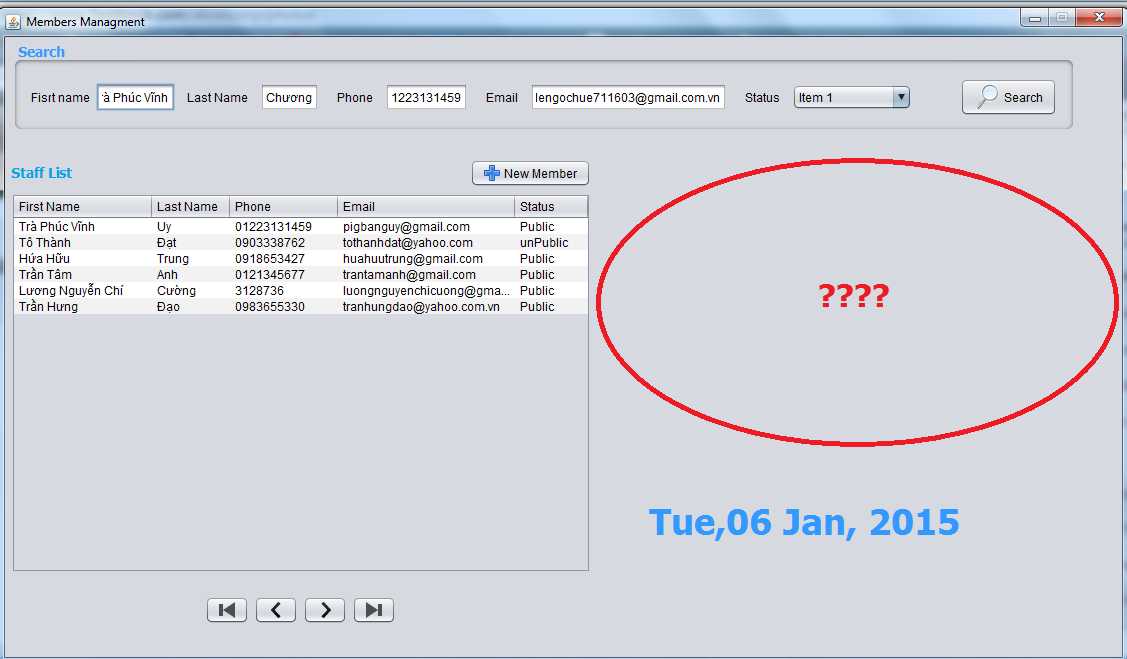 Members Managment
Search
Fisrt name à Phúc Vĩnh Last Name Chương Phone 1223131459 Email lengochue711603@gmail.com.vn Status Item 1 Search
Staff List New Member
First Name Last Name Phone Email Status
Trà Phúc Vĩnh Uy 01223131459 pigbanguy@gmail.com Public
Tô Thành Đạt 0903338762 tothanhdat@yahoo.com unPublic
Hứa Hữu Trung 0918653427 huahuutrung@gmail.com Public
Trần Tâm Anh 0121345677 trantamanh@gmail.com Public
Lương Nguyễn Chí Cường 3128736 luongnguyenchicuong@gma... Public
Trần Hưng Đạo 0983655330 tranhungdao@yahoo.com.vn Public
????
Tue,06 Jan, 2015